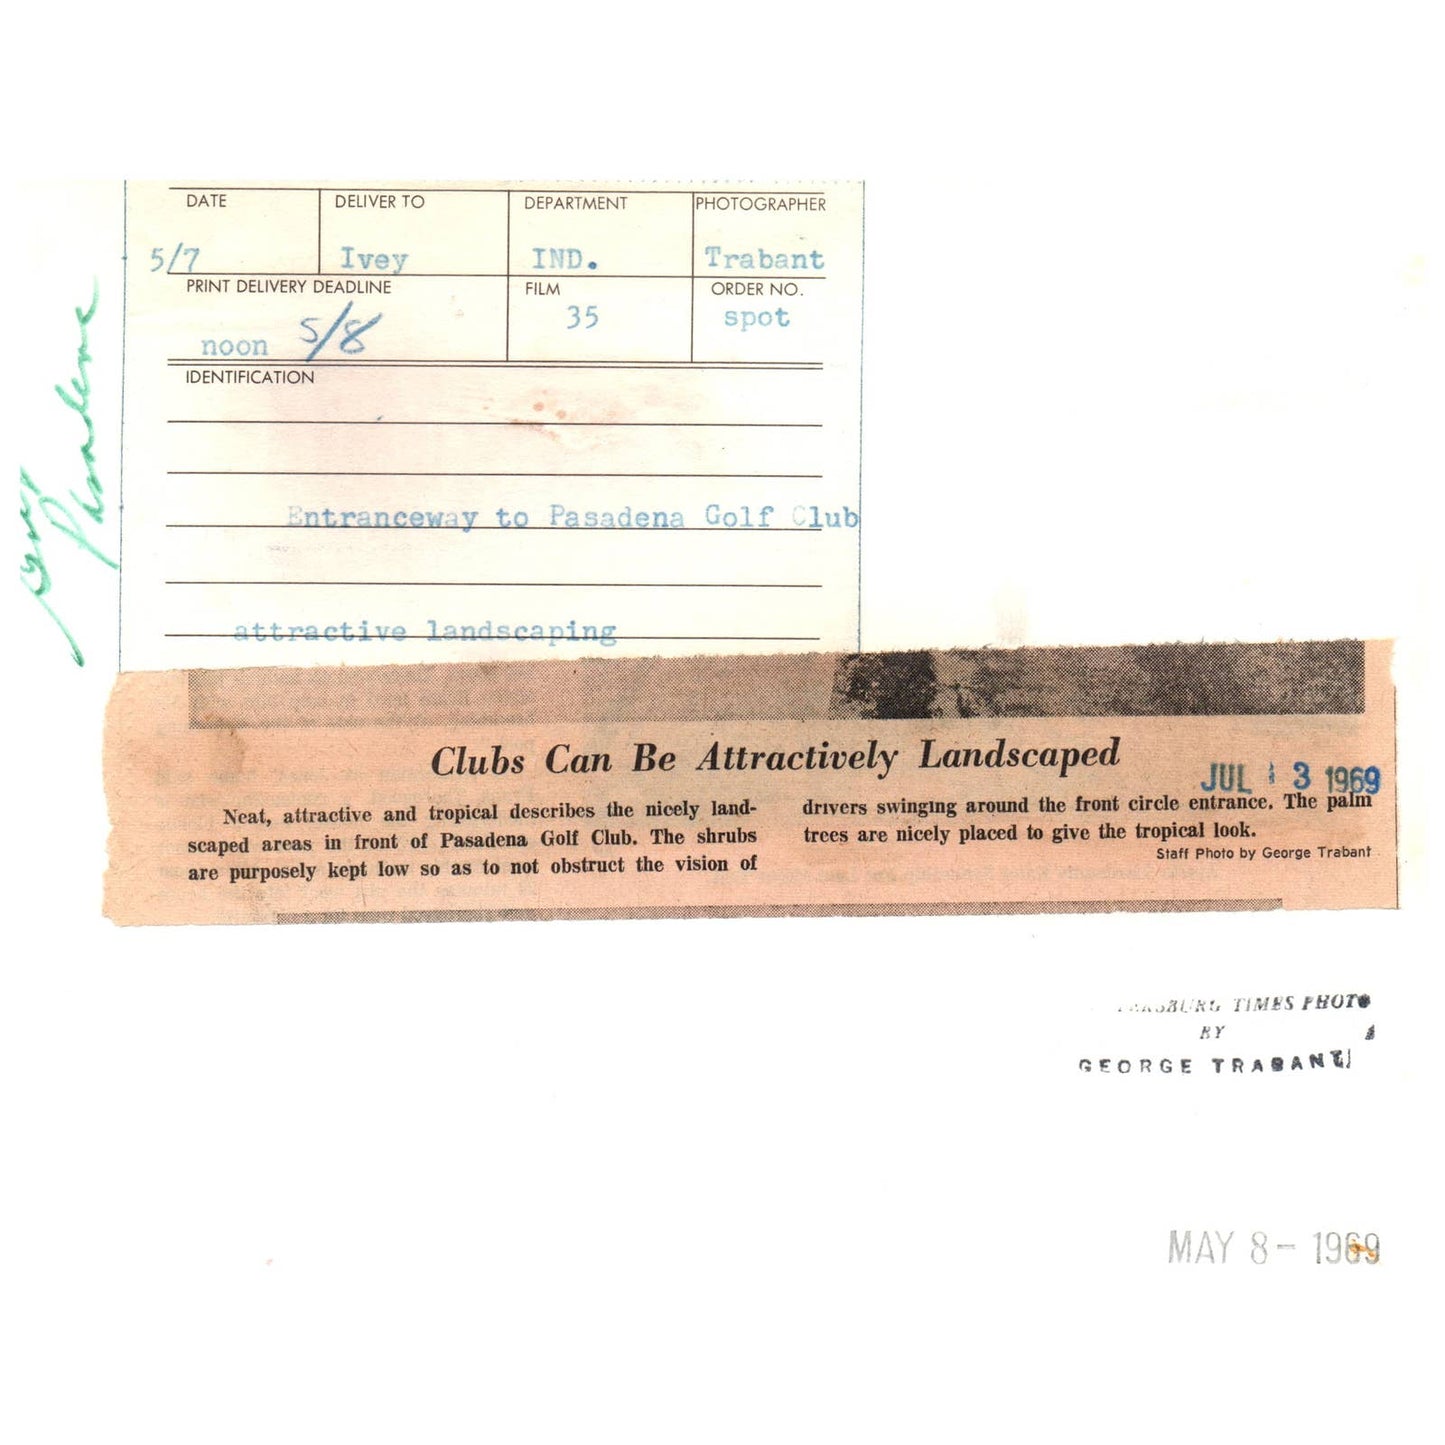 DATE DELIVER TO DEPARTMENT PHOTOGRAPHER
5/7 Ivey IND. Trabant
PRINT DELIVERY DEADLINE FILM ORDER NO.
noon 5/8 35 spot
IDENTIFICATION
Entranceway to Pasadena Golf Club
attractive landscaping
Clubs Can Be Attractively Landscaped
JUL 13 1969
Neat, attractive and tropical describes the nicely land-
scaped areas in front of Pasadena Golf Club. The shrubs
are purposely kept low so as to not obstruct the vision of
drivers swinging around the front circle entrance. The palm
trees are nicely placed to give the tropical look.
Staff Photo by George Trabant
TIMES PHOTO
BY
GEORGE TRABANT
MAY 8 - 1969